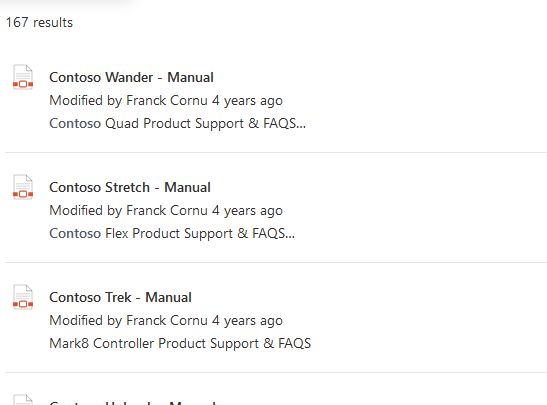 167 results
Contoso Wander - Manual
Modified by Franck Cornu 4 years ago
Contoso Quad Product Support & FAQS...
Contoso Stretch - Manual
Modified by Franck Cornu 4 years ago
Contoso Flex Product Support & FAQS...
Contoso Trek - Manual
Modified by Franck Cornu 4 years ago
Mark8 Controller Product Support & FAQS